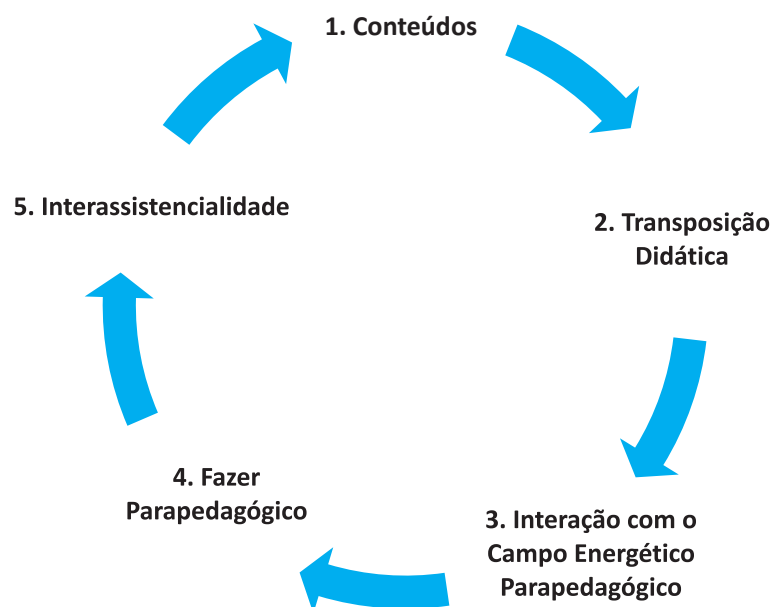 1. Conteúdos
2. Transposição
Didática
3. Interação com o
Campo Energético
Parapedagógico
4. Fazer
Parapedagógico
5. Interassistencialidade